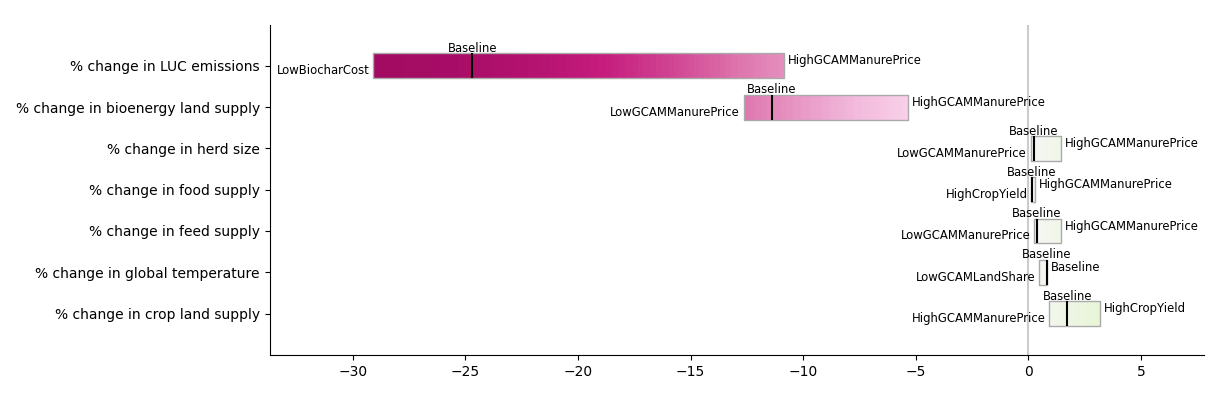 Baseline
% change in LUC emissions
LowBiocharCost
HighGCAMManurePrice
Baseline
% change in bioenergy land supply
LowGCAMManurePrice
HighGCAMManurePrice
Baseline
% change in herd size
LowGCAMManurePrice
HighGCAMManurePrice
Baseline
% change in food supply
HighCropYield
HighGCAMManurePrice
Baseline
% change in feed supply
LowGCAMManurePrice
HighGCAMManurePrice
Baseline
% change in global temperature
LowGCAMLandShare
Baseline
Baseline
% change in crop land supply
HighGCAMManurePrice
HighCropYield
−30 −25 −20 −15 −10 −5 0 5